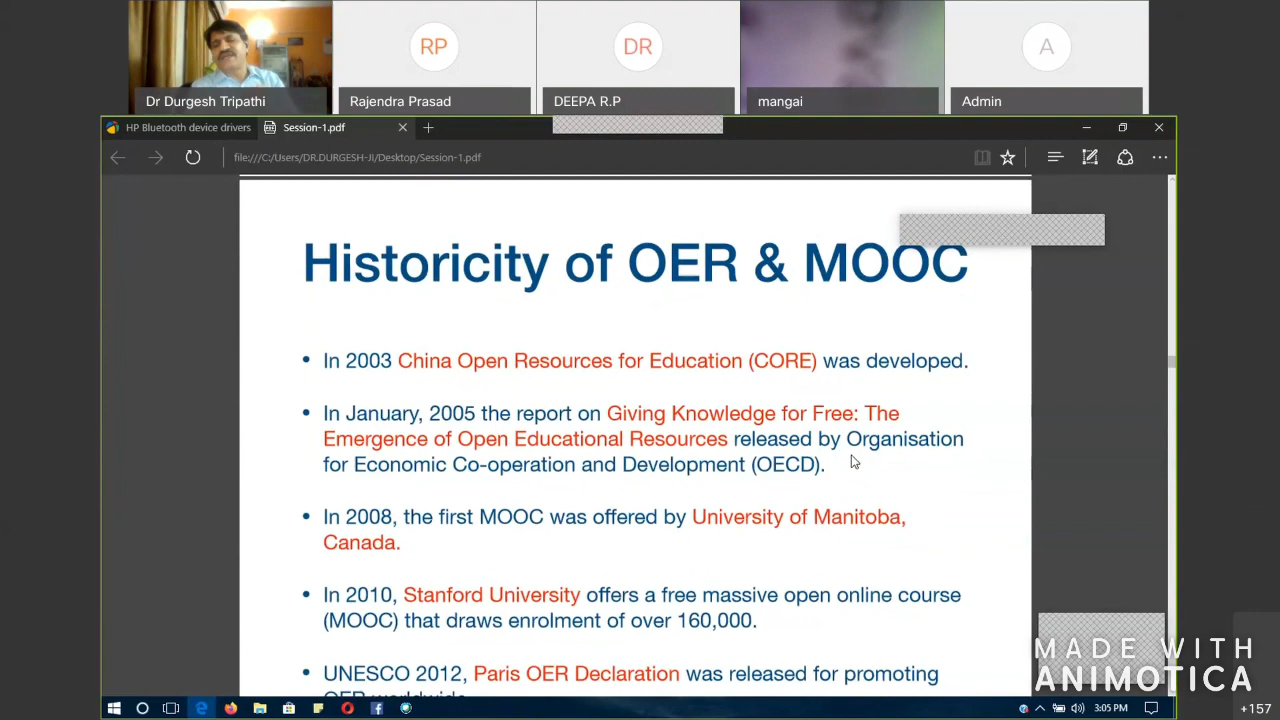 RP
DR
A
Dr Durgesh Tripathi
Rajendra Prasad
DEEPA R.P
mangai
Admin
HP Bluetooth device drivers
Session-1.pdf
file:///C:/Users/DR.DURGESH-JI/Desktop/Session-1.pdf
Historicity of OER & MOOC
• In 2003 China Open Resources for Education (CORE) was developed.
• In January, 2005 the report on Giving Knowledge for Free: The
Emergence of Open Educational Resources released by Organisation
for Economic Co-operation and Development (OECD).
• In 2008, the first MOOC was offered by University of Manitoba,
Canada.
• In 2010, Stanford University offers a free massive open online course
(MOOC) that draws enrolment of over 160,000.
• UNESCO 2012, Paris OER Declaration was released for promoting
OER worldwide
MADE WITH
ANIMOTICA
3:05 PM
+157